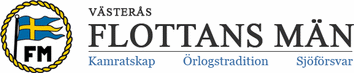 FM
VÄSTERÅS
FLOTTANS MÄN
Kamratskap Örlogstradition Sjöförsvar